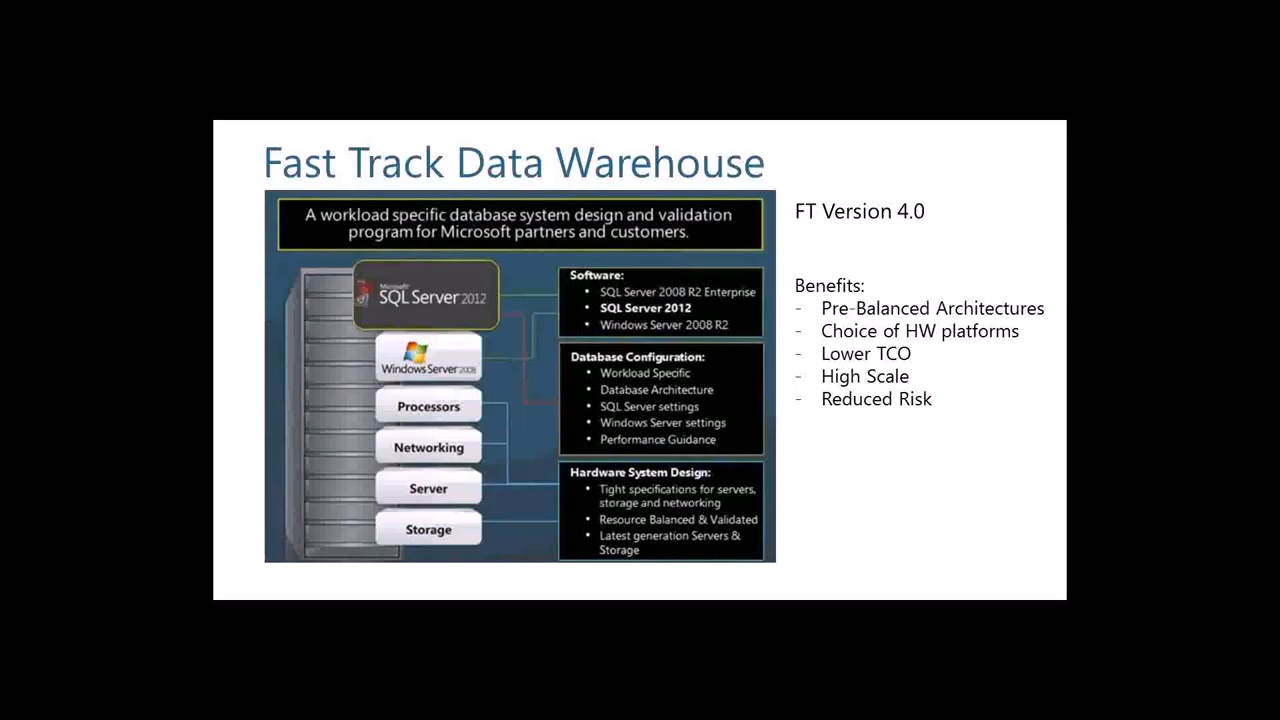 Fast Track Data Warehouse
A workload specific database system design and validation
program for Microsoft partners and customers.
Microsoft
SQL Server 2012
Windows Server 2008
Processors
Networking
Server
Storage
Software:
• SQL Server 2008 R2 Enterprise
• SQL Server 2012
• Windows Server 2008 R2
Database Configuration:
• Workload Specific
• Database Architecture
• SQL Server settings
• Windows Server settings
• Performance Guidance
Hardware System Design:
• Tight specifications for servers,
storage and networking
• Resource Balanced & Validated
• Latest generation Servers &
Storage
FT Version 4.0
Benefits:
- Pre-Balanced Architectures
- Choice of HW platforms
- Lower TCO
- High Scale
- Reduced Risk